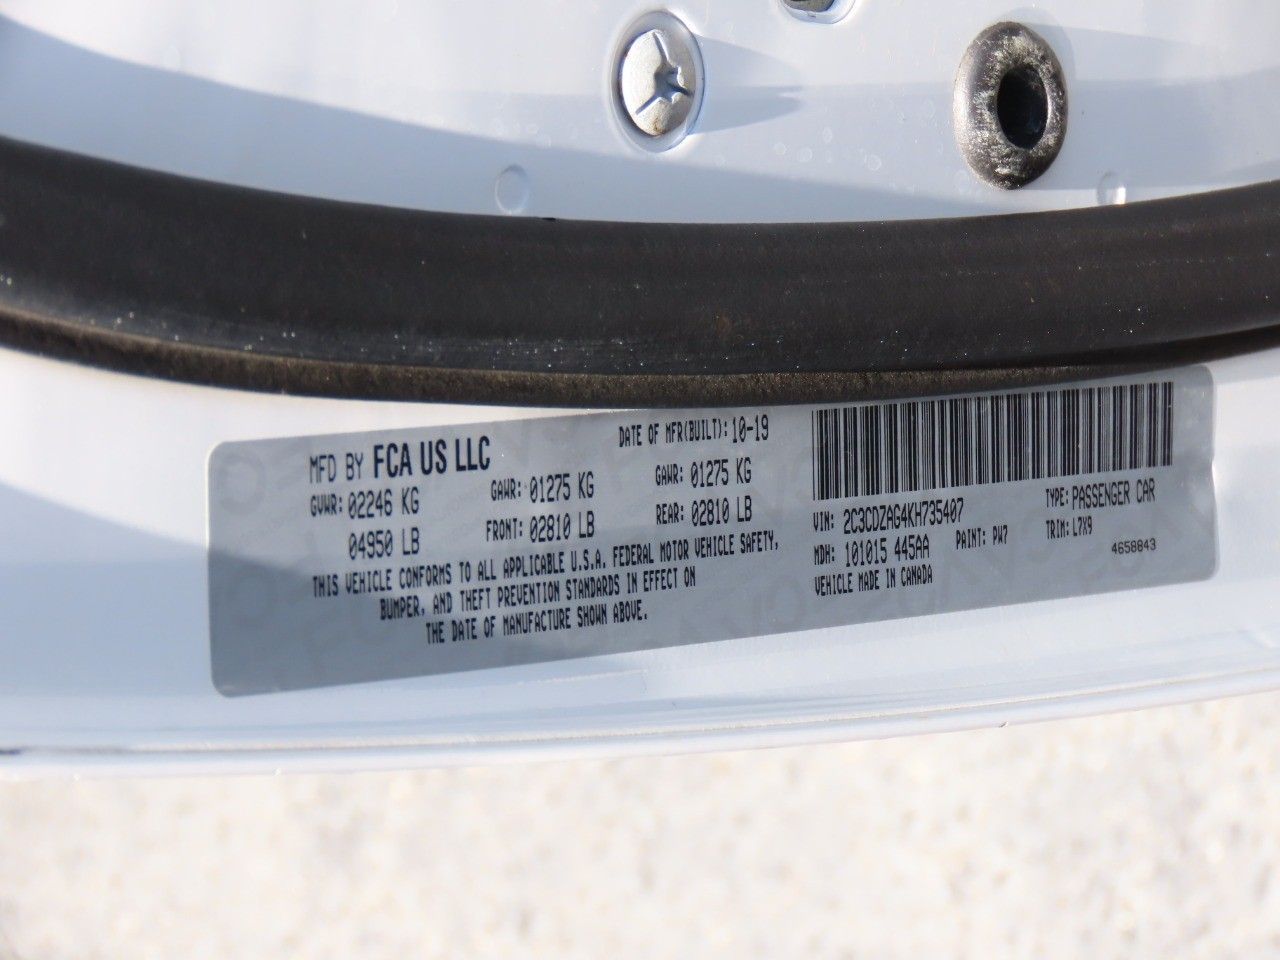 MFD BY FCA US LLC
DATE OF MFR(BUILT): 10-19
GVWR: 02246 KG
GAWR: 01275 KG
GAWR: 01275 KG
04950 LB
FRONT: 02810 LB
REAR: 02810 LB
THIS VEHICLE CONFORMS TO ALL APPLICABLE U.S.A. FEDERAL MOTOR VEHICLE SAFETY,
BUMPER, AND THEFT PREVENTION STANDARDS IN EFFECT ON
THE DATE OF MANUFACTURE SHOWN ABOVE.
VIN: 2C3CDZAG4KH735407
TYPE: PASSENGER CAR
MDH: 101015 445AA
PAINT: PW7
TRIM: L7X9
VEHICLE MADE IN CANADA
4658843